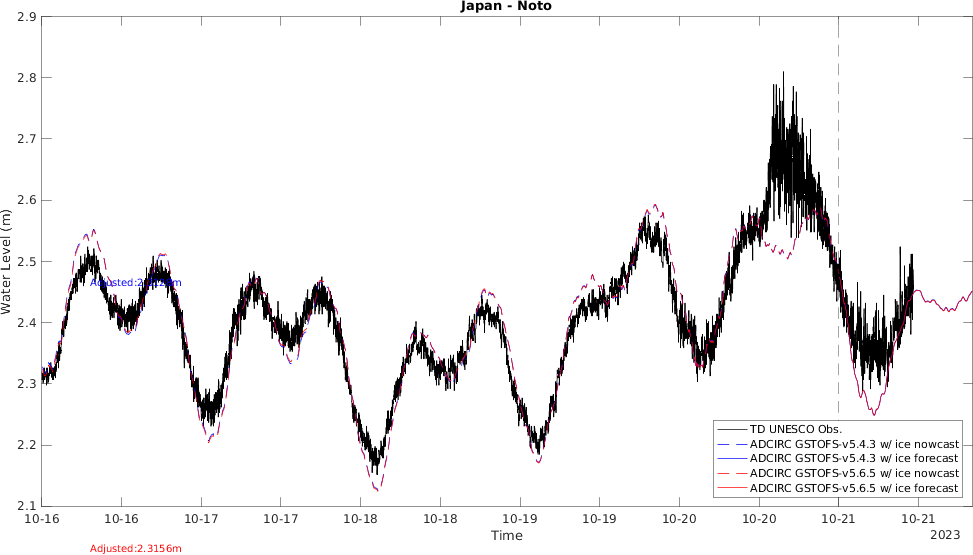 Japan - Noto
2.9
2.8
2.7
2.6
2.5
2.4
2.3
2.2
2.1
Water Level (m)
TD UNESCO Obs.
ADCIRC GSTOFS-v5.4.3 w/ ice nowcast
ADCIRC GSTOFS-v5.4.3 w/ ice forecast
ADCIRC GSTOFS-v5.6.5 w/ ice nowcast
ADCIRC GSTOFS-v5.6.5 w/ ice forecast
10-16 10-16 10-17 10-17 10-18 10-18 10-19 10-19 10-20 10-20 10-21 10-21
Time
2023
Adjusted:2.3156m